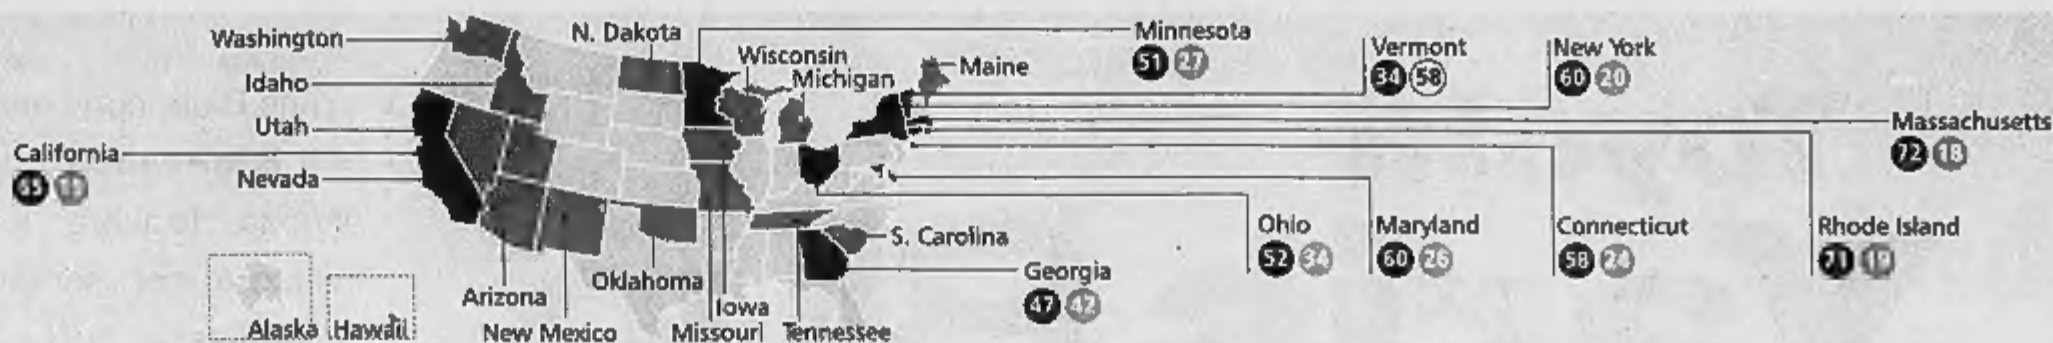 Washington
N. Dakota
Minnesota
51 27
Vermont
34 58
New York
60 20
Wisconsin
Michigan
Maine
Idaho
Utah
Massachusetts
72 18
California
Nevada
Ohio
52 34
Maryland
60 26
Connecticut
58 24
Rhode Island
71
S. Carolina
Georgia
47 42
Arizona
Oklahoma
Iowa
Alaska
Hawaii
New Mexico
Missouri
Tennessee